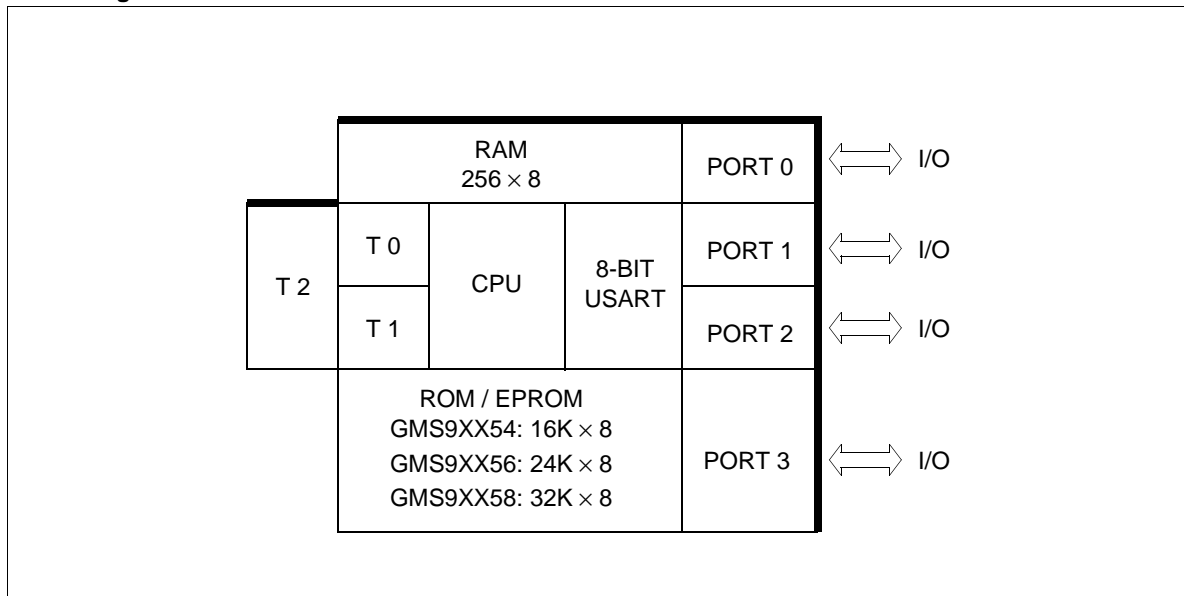 RAM
256 × 8
PORT 0
I/O
T 2
T 0
T 1
CPU
8-BIT
USART
PORT 1
I/O
PORT 2
I/O
ROM / EPROM
GMS9XX54: 16K × 8
GMS9XX56: 24K × 8
GMS9XX58: 32K × 8
PORT 3
I/O